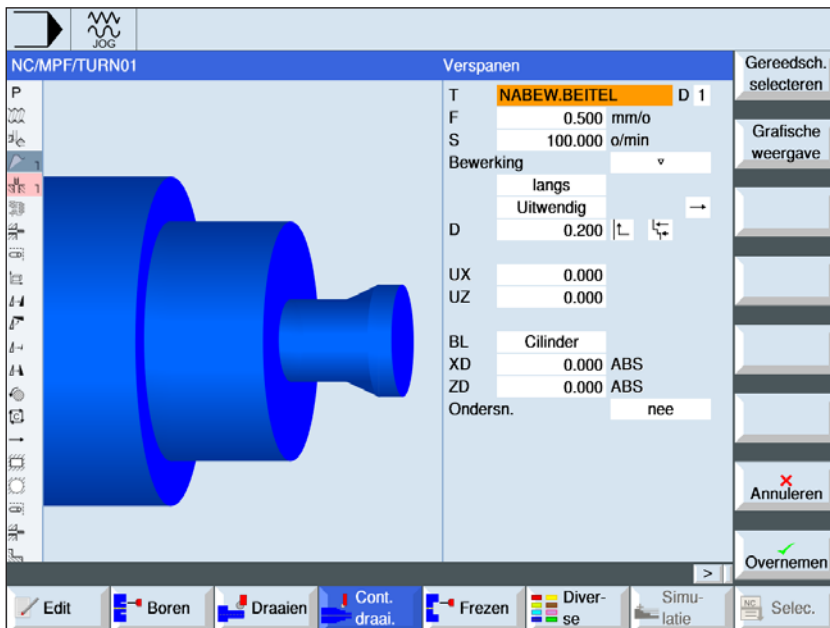 JOG
NC/MPF/TURN01
Verspanen
P
1
1
T NABEW.BEITEL D 1
F 0.500 mm/o
S 100.000 o/min
Bewerking ▿
langs
Uitwendig →
D 0.200
UX 0.000
UZ 0.000
BL Cilinder
XD 0.000 ABS
ZD 0.000 ABS
Ondersn. nee
Gereedsch.
selecteren
Grafische
weergave
Annuleren
Overnemen
>
Edit
Boren
Draaien
Cont.
draai.
Frezen
Diver-
se
Simu-
latie
NC
Selec.